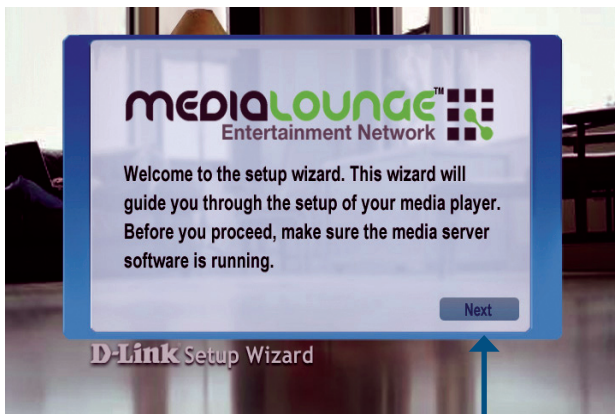 MEDIALOUNGE™
Entertainment Network
Welcome to the setup wizard. This wizard will
guide you through the setup of your media player.
Before you proceed, make sure the media server
software is running.
Next
D-Link Setup Wizard